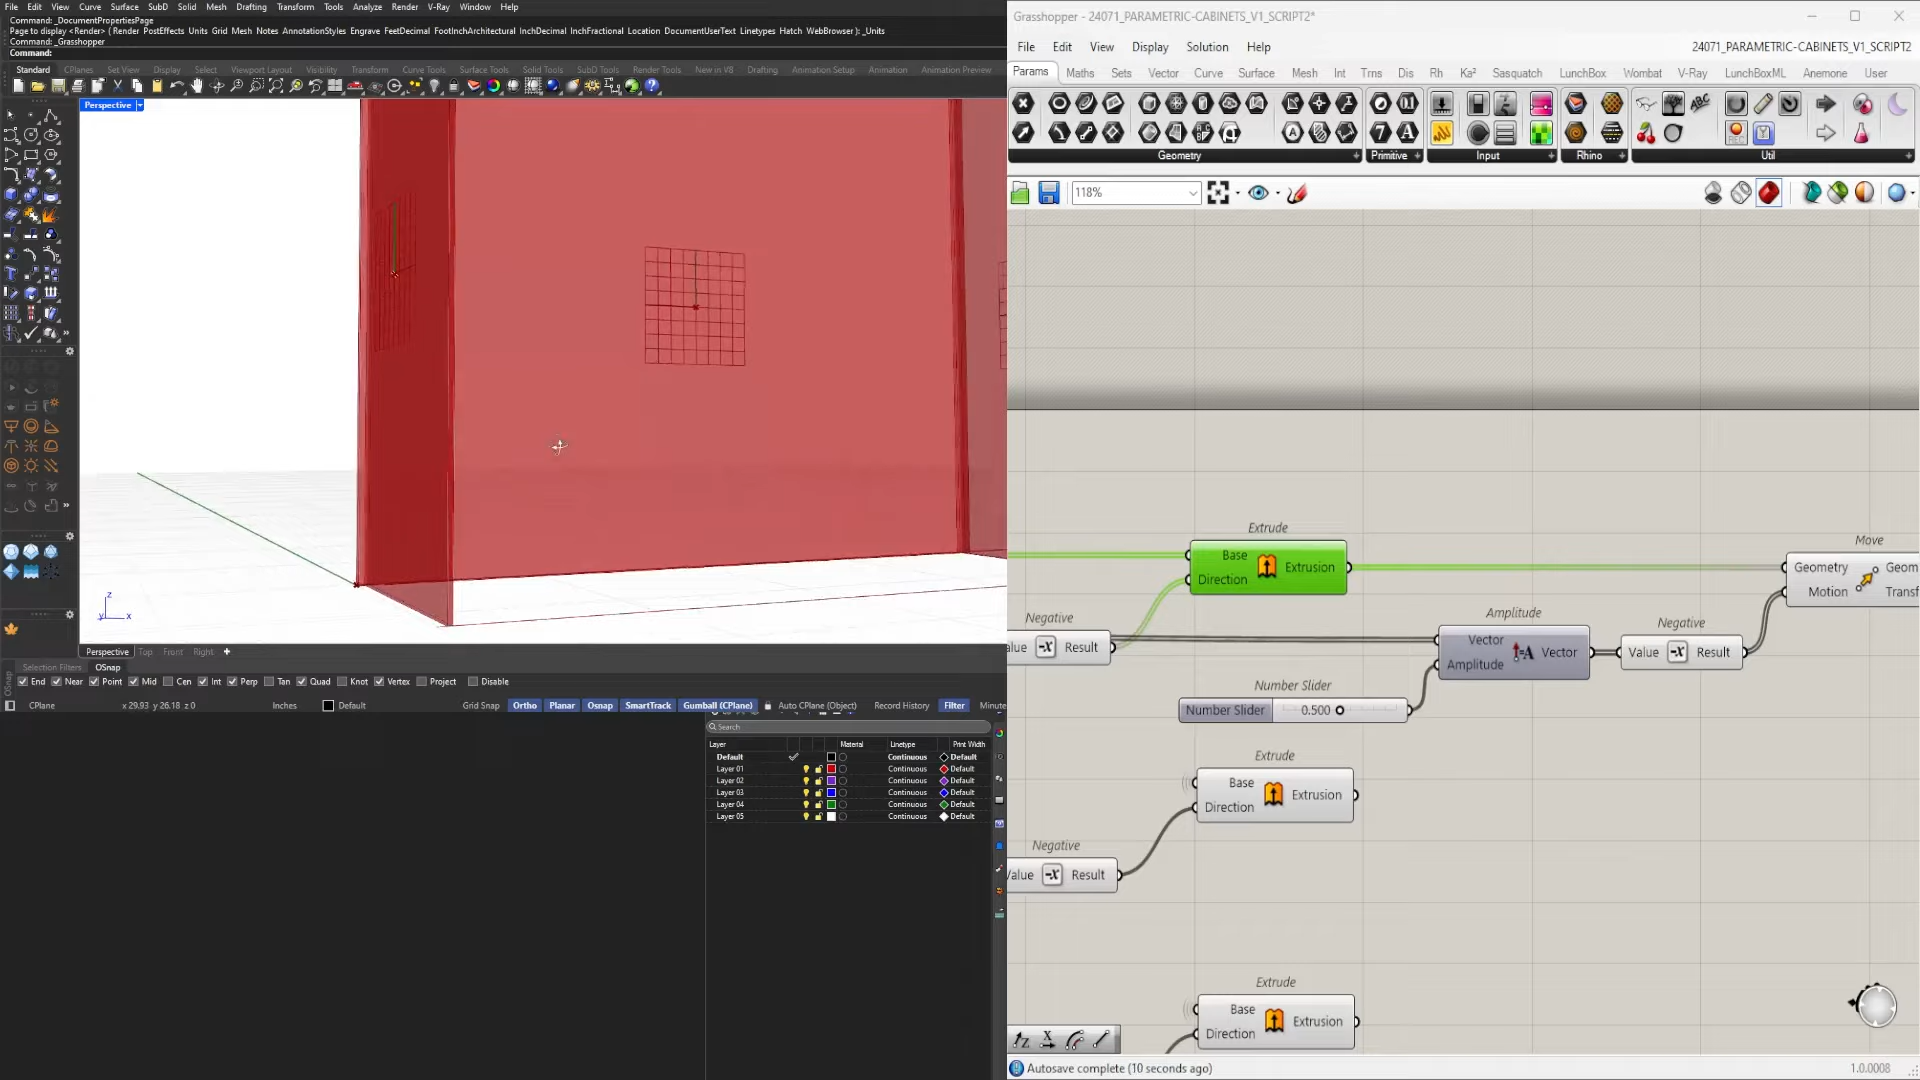 File Edit View Curve Surface SubD Solid Mesh Drafting Transform Tools Analyze Render V-Ray Window Help
Command: _DocumentPropertiesPage
Page to display <Render> ( Render PostEffects Units Grid Mesh Notes AnnotationStyles Engrave FeetDecimal FootInchArchitectural InchDecimal InchFractional Location DocumentUserText Linetypes Hatch WebBrowser ): _Units
Command: _Grasshopper
Command:
Standard CPlanes Set View Display Select Viewport Layout Visibility Transform Curve Tools Surface Tools Solid Tools SubD Tools Render Tools New in V8 Drafting Animation Setup Animation Animation Preview
Perspective
z
y x
Perspective Top Front Right
Selection Filters OSnap
OSnap
End Near Point Mid Cen Int Perp Tan Quad Knot Vertex Project Disable
CPlane x 29.93 y 26.18 z 0 Inches Default Grid Snap Ortho Planar Osnap SmartTrack Gumball (CPlane) Auto CPlane (Object) Record History Filter Minute
Search
Layer Material Linetype Print Width
Default Continuous Default
Layer 01 Continuous Default
Layer 02 Continuous Default
Layer 03 Continuous Default
Layer 04 Continuous Default
Layer 05 Continuous Default
Grasshopper - 24071_PARAMETRIC-CABINETS_V1_SCRIPT2*
File Edit View Display Solution Help
24071_PARAMETRIC-CABINETS_V1_SCRIPT2
Params Maths Sets Vector Curve Surface Mesh Int Trns Dis Rh Ka² Sasquatch LunchBox Wombat V-Ray LunchBoxML Anemone User
Geometry Primitive Input Rhino Util
118%
Extrude
Base
Direction
Extrusion
Move
Geometry Geom
Motion Transf
Negative
alue -X Result
Amplitude
Vector
Amplitude
Vector
Negative
Value -X Result
Number Slider
Number Slider 0.500
Extrude
Base
Direction
Extrusion
Negative
Value -X Result
Extrude
Base
Direction
Extrusion
Autosave complete (10 seconds ago)
1.0.0008